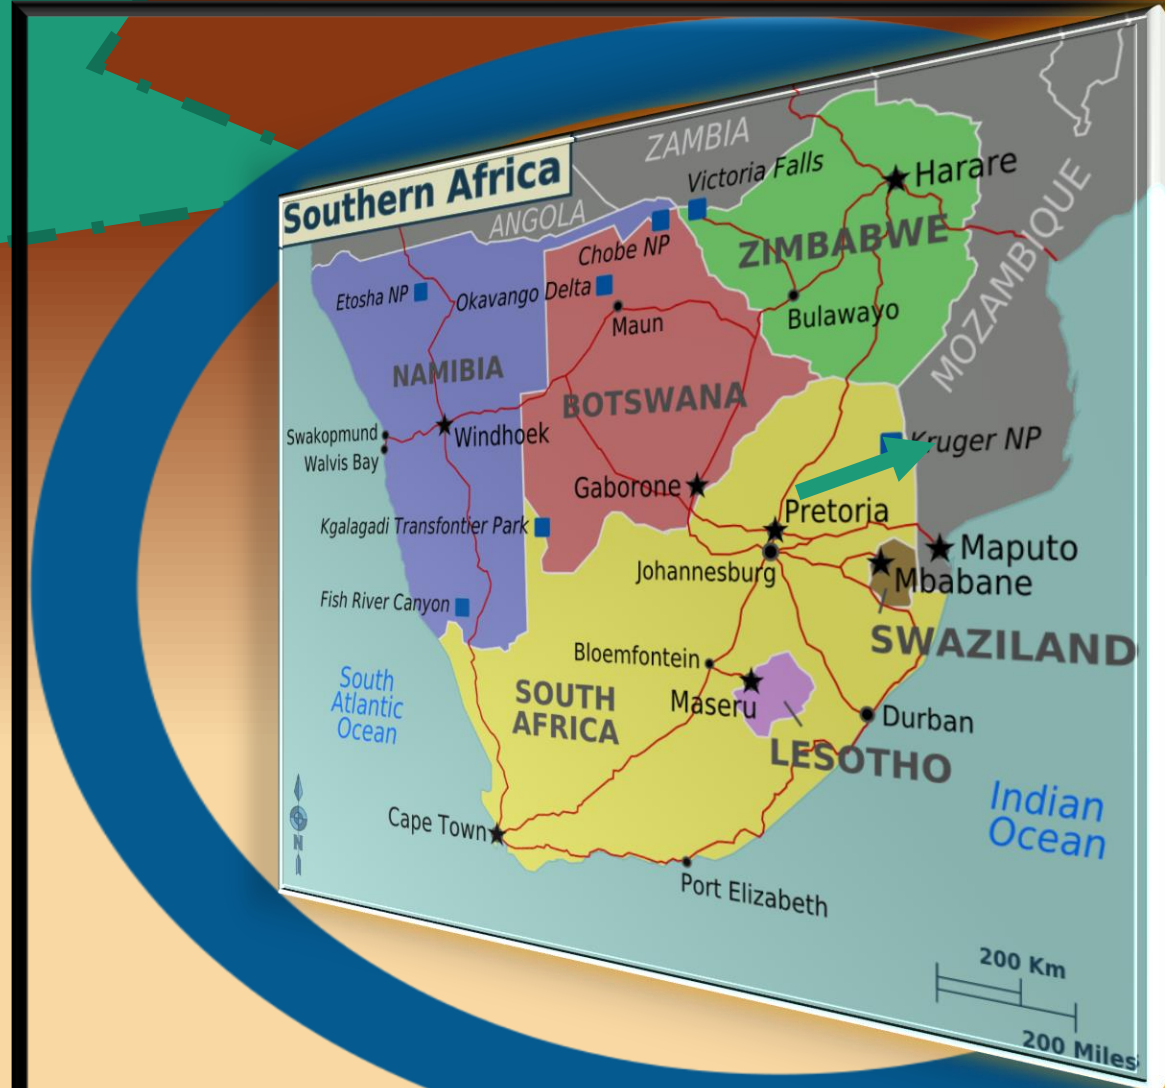 Southern Africa
ZAMBIA
ANGOLA
Victoria Falls
Harare
Chobe NP
ZIMBABWE
MOZAMBIQUE
Etosha NP
Okavango Delta
Maun
Bulawayo
NAMIBIA
BOTSWANA
Swakopmund
Windhoek
Walvis Bay
Kruger NP
Gaborone
Kgalagadi Transfontier Park
Pretoria
Johannesburg
Maputo
Mbabane
Fish River Canyon
SWAZILAND
Bloemfontein
South
Atlantic
Ocean
SOUTH
AFRICA
Maseru
Durban
LESOTHO
Indian
Ocean
Cape Town
N
Port Elizabeth
200 Km
200 Miles